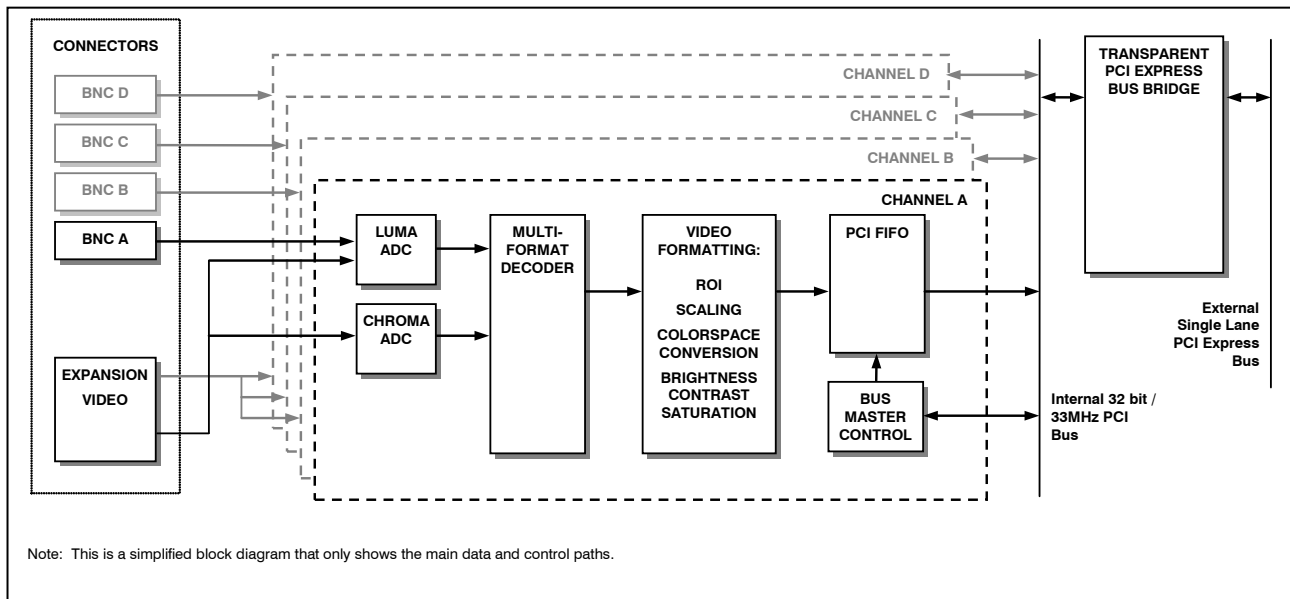 CONNECTORS
BNC D
BNC C
BNC B
BNC A
EXPANSION
VIDEO
CHANNEL D
CHANNEL C
CHANNEL B
CHANNEL A
LUMA
ADC
CHROMA
ADC
MULTI-
FORMAT
DECODER
VIDEO
FORMATTING:
ROI
SCALING
COLORSPACE
CONVERSION
BRIGHTNESS
CONTRAST
SATURATION
PCI FIFO
BUS
MASTER
CONTROL
TRANSPARENT
PCI EXPRESS
BUS BRIDGE
External
Single Lane
PCI Express
Bus
Internal 32 bit /
33MHz PCI
Bus
Note: This is a simplified block diagram that only shows the main data and control paths.